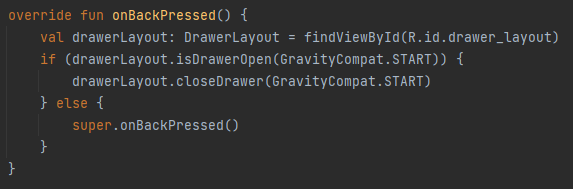 override fun onBackPressed() {
    val drawerLayout: DrawerLayout = findViewById(R.id.drawer_layout)
    if (drawerLayout.isDrawerOpen(GravityCompat.START)) {
        drawerLayout.closeDrawer(GravityCompat.START)
    } else {
        super.onBackPressed()
    }
}